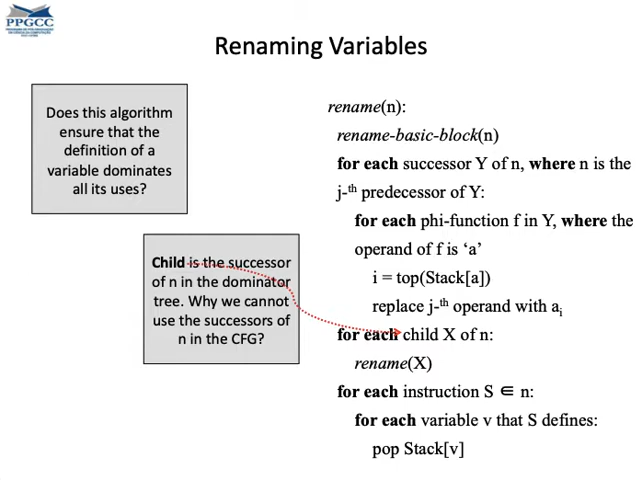 PPGCC
Renaming Variables
Does this algorithm
ensure that the
definition of a
variable dominates
all its uses?
Child is the successor
of n in the dominator
tree. Why we cannot
use the successors of
n in the CFG?
rename(n):
rename-basic-block(n)
for each successor Y of n, where n is the
j-th predecessor of Y:
for each phi-function f in Y, where the
operand of f is ‘a’
i = top(Stack[a])
replace j-th operand with ai
for each child X of n:
rename(X)
for each instruction S ∈ n:
for each variable v that S defines:
pop Stack[v]